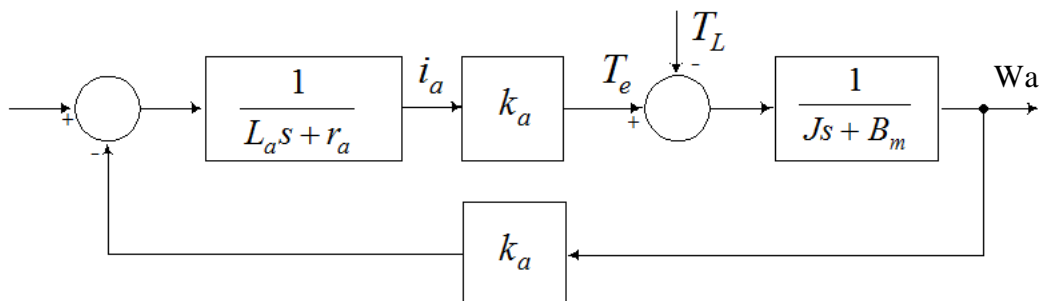 +
-
1
L_a s + r_a
i_a
k_a
T_e
+
T_L
-
1
Js + B_m
Wa
k_a